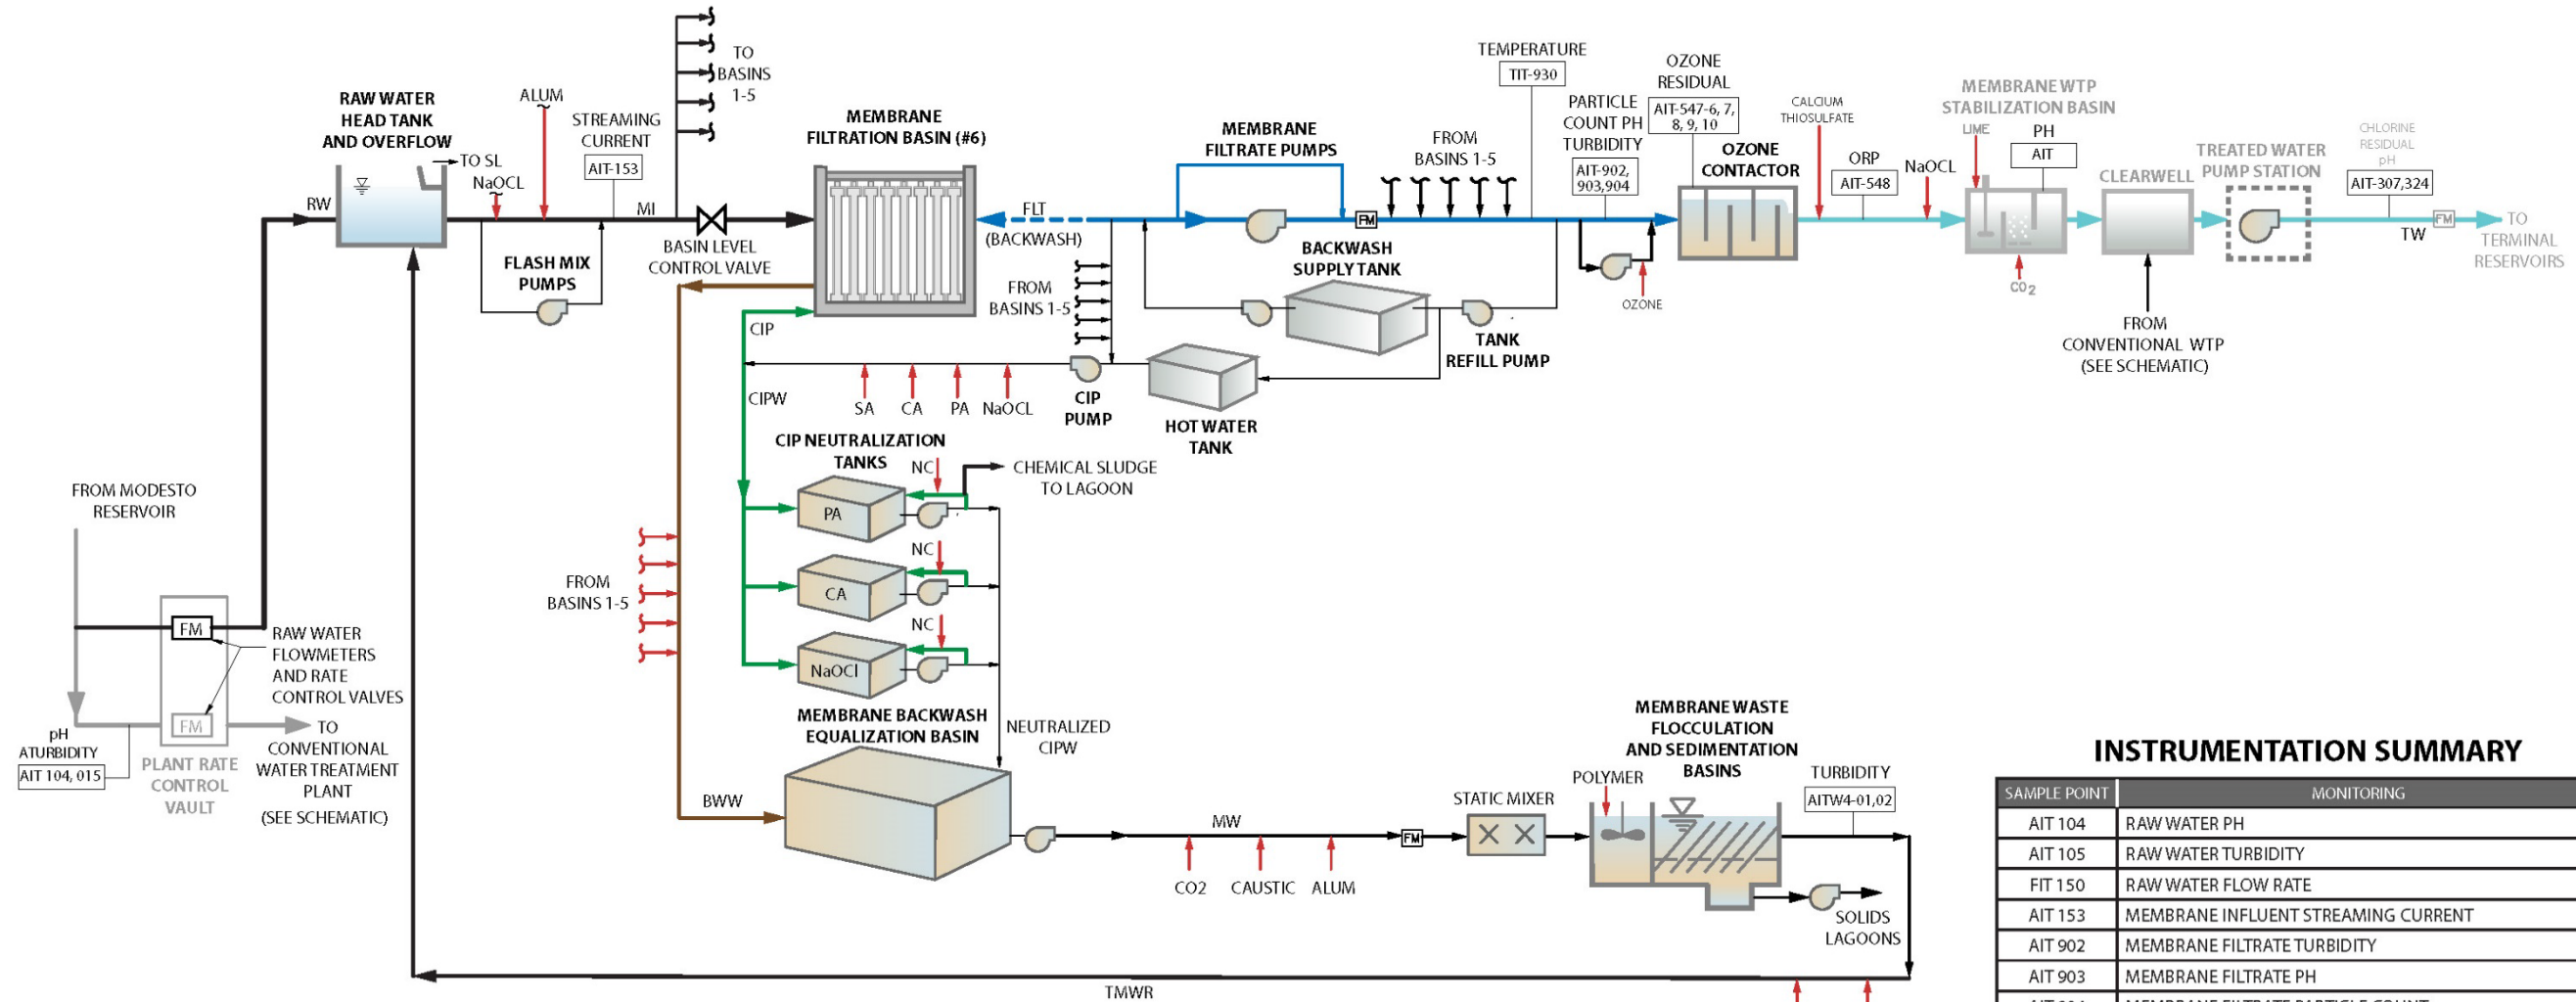 TO
BASINS
1-5
RAW WATER
HEAD TANK
AND OVERFLOW
TO SL
NaOCL
ALUM
STREAMING
CURRENT
AIT-153
RW
MI
FLASH MIX
PUMPS
BASIN LEVEL
CONTROL VALVE
MEMBRANE
FILTRATION BASIN (#6)
FLT
(BACKWASH)
MEMBRANE
FILTRATE PUMPS
FM
FROM
BASINS 1-5
TEMPERATURE
TIT-930
PARTICLE
COUNT PH
TURBIDITY
AIT-902,
903,904
OZONE
RESIDUAL
AIT-547-6, 7,
8, 9, 10
OZONE
CONTACTOR
OZONE
CALCIUM
THIOSULFATE
ORP
AIT-548
NaOCL
MEMBRANE WTP
STABILIZATION BASIN
LIME
PH
AIT
CO2
CLEARWELL
FROM
CONVENTIONAL WTP
(SEE SCHEMATIC)
TREATED WATER
PUMP STATION
CHLORINE
RESIDUAL
pH
AIT-307,324
FM
TW
TO
TERMINAL
RESERVOIRS
BACKWASH
SUPPLY TANK
TANK
REFILL PUMP
FROM
BASINS 1-5
HOT WATER
TANK
CIP
PUMP
SA
CA
PA
NaOCL
CIP
CIPW
CIP NEUTRALIZATION
TANKS
NC
CHEMICAL SLUDGE
TO LAGOON
PA
NC
CA
NC
NaOCl
NEUTRALIZED
CIPW
FROM
BASINS 1-5
FROM MODESTO
RESERVOIR
FM
RAW WATER
FLOWMETERS
AND RATE
CONTROL VALVES
FM
TO
CONVENTIONAL
WATER TREATMENT
PLANT
(SEE SCHEMATIC)
pH
ATURBIDITY
AIT 104, 015
PLANT RATE
CONTROL
VAULT
MEMBRANE BACKWASH
EQUALIZATION BASIN
BWW
MW
CO2
CAUSTIC
ALUM
FM
STATIC MIXER
POLYMER
MEMBRANE WASTE
FLOCCULATION
AND SEDIMENTATION
BASINS
TURBIDITY
AITW4-01,02
SOLIDS
LAGOONS
TMWR
INSTRUMENTATION SUMMARY
SAMPLE POINT MONITORING
AIT 104 RAW WATER PH
AIT 105 RAW WATER TURBIDITY
FIT 150 RAW WATER FLOW RATE
AIT 153 MEMBRANE INFLUENT STREAMING CURRENT
AIT 902 MEMBRANE FILTRATE TURBIDITY
AIT 903 MEMBRANE FILTRATE PH
MEMBRANE FILTRATE PARTICLE COUNT